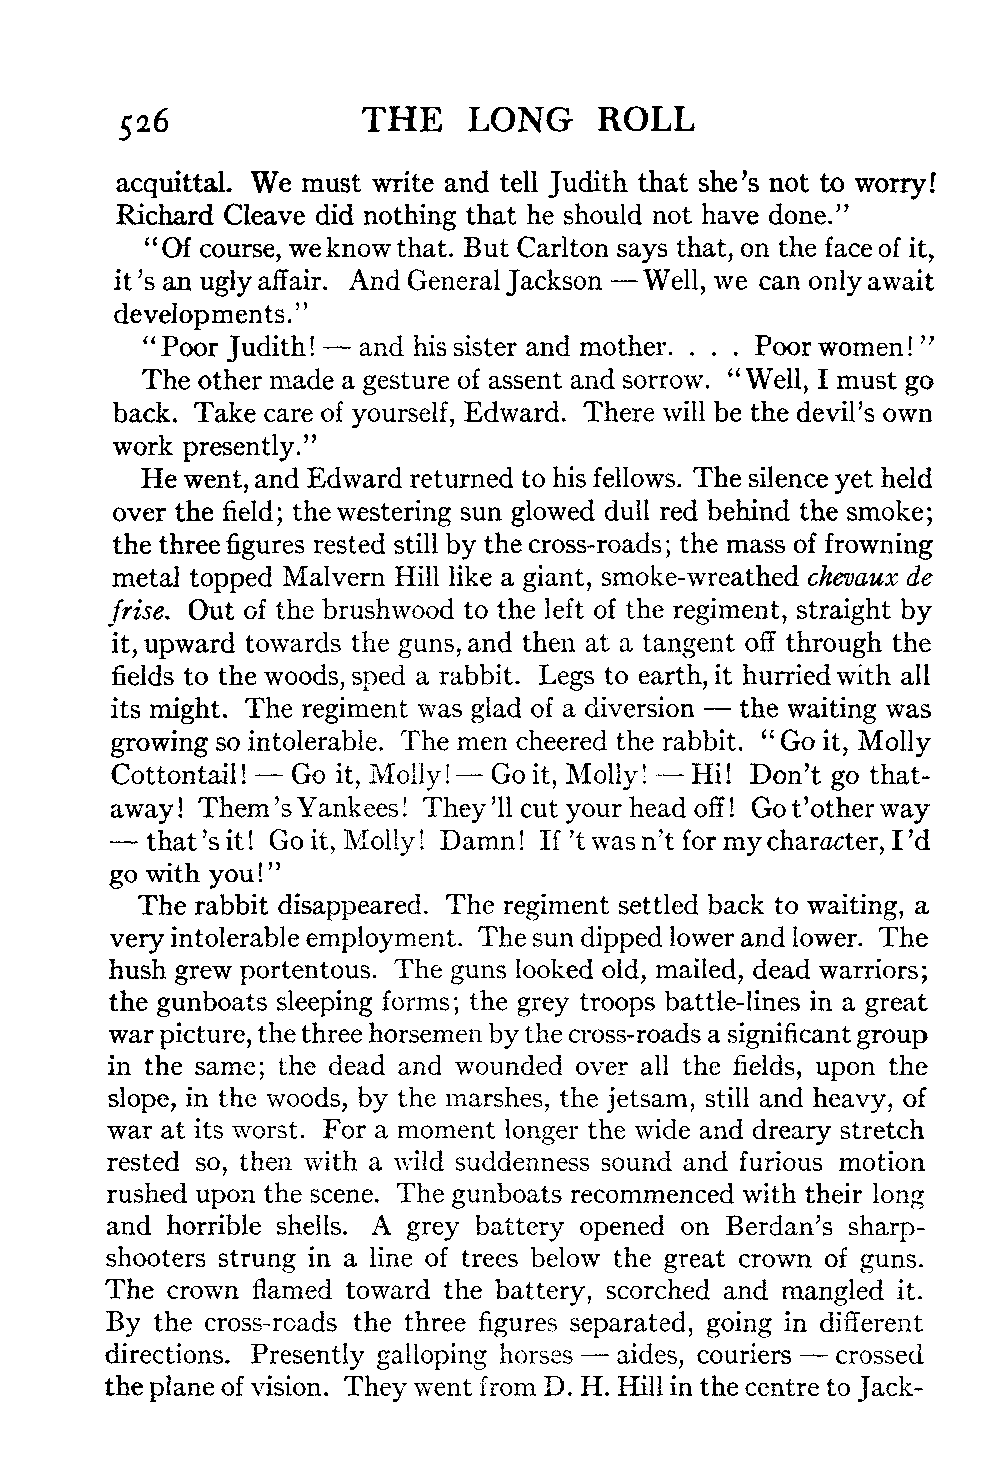 526 THE LONG ROLL
acquittal. We must write and tell Judith that she's not to worry!
Richard Cleave did nothing that he should not have done."
"Of course, we know that. But Carlton says that, on the face of it,
it's an ugly affair. And General Jackson — Well, we can only await
developments."
"Poor Judith! — and his sister and mother. . . . Poor women!"
The other made a gesture of assent and sorrow. "Well, I must go
back. Take care of yourself, Edward. There will be the devil's own
work presently."
He went, and Edward returned to his fellows. The silence yet held
over the field; the westering sun glowed dull red behind the smoke;
the three figures rested still by the cross-roads; the mass of frowning
metal topped Malvern Hill like a giant, smoke-wreathed chevaux de
frise. Out of the brushwood to the left of the regiment, straight by
it, upward towards the guns, and then at a tangent off through the
fields to the woods, sped a rabbit. Legs to earth, it hurried with all
its might. The regiment was glad of a diversion — the waiting was
growing so intolerable. The men cheered the rabbit. "Go it, Molly
Cottontail! — Go it, Molly! — Go it, Molly! — Hi! Don't go that-
away! Them's Yankees! They'll cut your head off! Go t'other way
— that's it! Go it, Molly! Damn! If 't wasn't for my character, I'd
go with you!"
The rabbit disappeared. The regiment settled back to waiting, a
very intolerable employment. The sun dipped lower and lower. The
hush grew portentous. The guns looked old, mailed, dead warriors;
the gunboats sleeping forms; the grey troops battle-lines in a great
war picture, the three horsemen by the cross-roads a significant group
in the same; the dead and wounded over all the fields, upon the
slope, in the woods, by the marshes, the jetsam, still and heavy, of
war at its worst. For a moment longer the wide and dreary stretch
rested so, then with a wild suddenness sound and furious motion
rushed upon the scene. The gunboats recommenced with their long
and horrible shells. A grey battery opened on Berdan's sharp-
shooters strung in a line of trees below the great crown of guns.
The crown flamed toward the battery, scorched and mangled it.
By the cross-roads the three figures separated, going in different
directions. Presently galloping horses — aides, couriers — crossed
the plane of vision. They went from D. H. Hill in the centre to Jack-